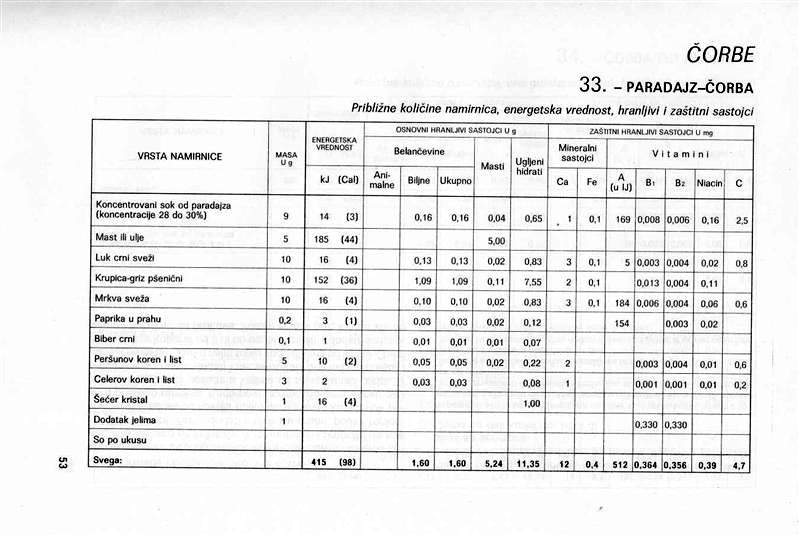 ČORBE
33. – PARADAJZ–ČORBA
Približne količine namirnica, energetska vrednost, hranljivi i zaštitni sastojci
VRSTA NAMIRNICE MASA U g ENERGETSKA VREDNOST OSNOVNI HRANLJIVI SASTOJCI U g ZAŠTITNI HRANLJIVI SASTOJCI U mg
Belančevine Masti Ugljeni hidrati Mineralni sastojci Vitamini
kJ (Cal) Ani-malne Biljne Ukupno Ca Fe A (u IJ) B1 B2 Niacin C
Koncentrovani sok od paradajza
(koncentracije 28 do 30%) 9 14 (3) 0,16 0,16 0,04 0,65 1 0,1 169 0,008 0,006 0,16 2,5
Mast ili ulje 5 185 (44) 5,00
Luk crni sveži 10 16 (4) 0,13 0,13 0,02 0,83 3 0,1 5 0,003 0,004 0,02 0,8
Krupica-griz pšenični 10 152 (36) 1,09 1,09 0,11 7,55 2 0,1 0,013 0,004 0,11
Mrkva sveža 10 16 (4) 0,10 0,10 0,02 0,83 3 0,1 184 0,006 0,004 0,06 0,6
Paprika u prahu 0,2 3 (1) 0,03 0,03 0,02 0,12 154 0,003 0,02
Biber crni 0,1 1 0,01 0,01 0,01 0,07
Peršunov koren i list 5 10 (2) 0,05 0,05 0,02 0,22 2 0,003 0,004 0,01 0,6
Celerov koren i list 3 2 0,03 0,03 0,08 1 0,001 0,001 0,01 0,2
Šećer kristal 1 16 (4) 1,00
Dodatak jelima 1 0,330 0,330
So po ukusu
Svega: 415 (98) 1,60 1,60 5,24 11,35 12 0,4 512 0,364 0,356 0,39 4,7
53